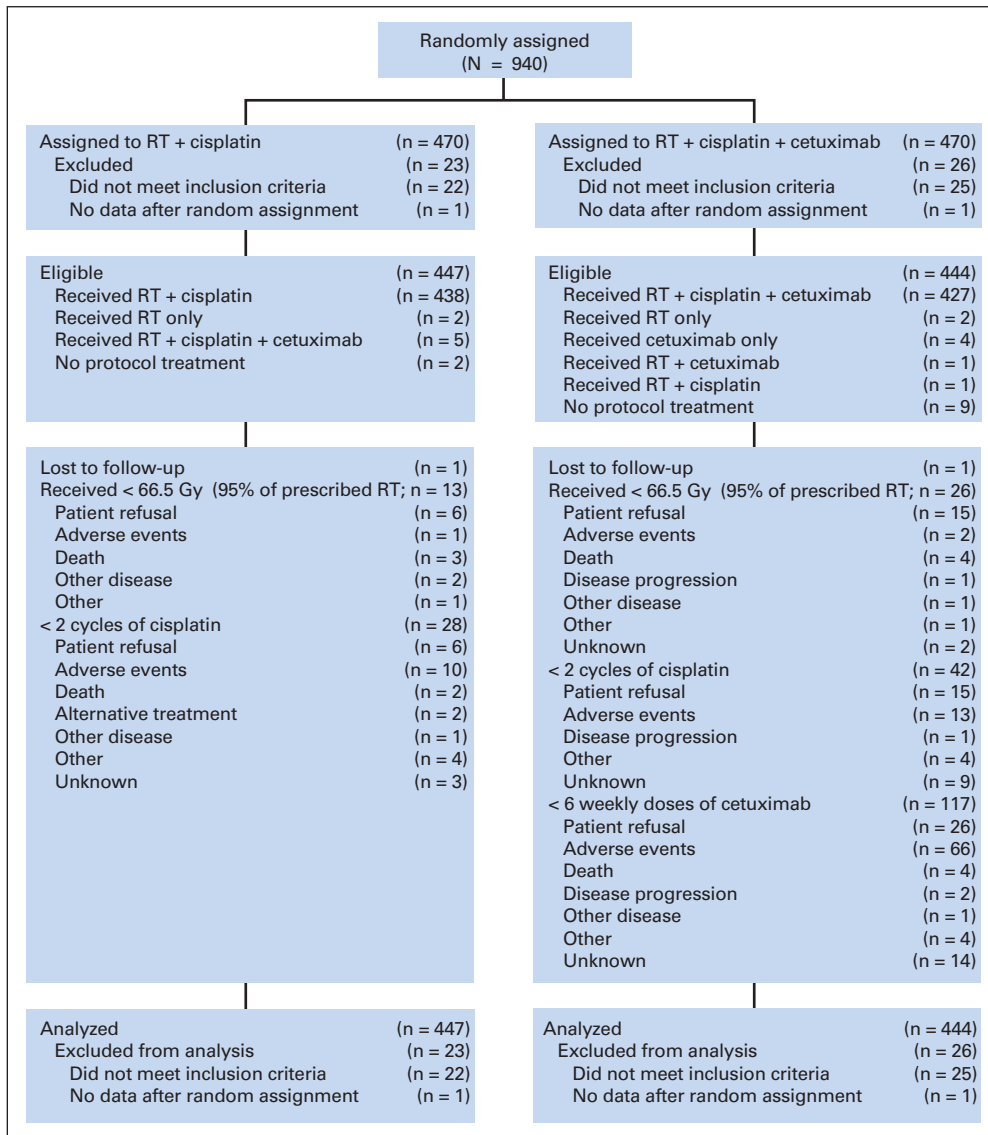 Randomly assigned
(N = 940)
Assigned to RT + cisplatin (n = 470)
Excluded (n = 23)
Did not meet inclusion criteria (n = 22)
No data after random assignment (n = 1)
Eligible (n = 447)
Received RT + cisplatin (n = 438)
Received RT only (n = 2)
Received RT + cisplatin + cetuximab (n = 5)
No protocol treatment (n = 2)
Lost to follow-up (n = 1)
Received < 66.5 Gy (95% of prescribed RT; n = 13)
Patient refusal (n = 6)
Adverse events (n = 1)
Death (n = 3)
Other disease (n = 2)
Other (n = 1)
< 2 cycles of cisplatin (n = 28)
Patient refusal (n = 6)
Adverse events (n = 10)
Death (n = 2)
Alternative treatment (n = 2)
Other disease (n = 1)
Other (n = 4)
Unknown (n = 3)
Analyzed (n = 447)
Excluded from analysis (n = 23)
Did not meet inclusion criteria (n = 22)
No data after random assignment (n = 1)
Assigned to RT + cisplatin + cetuximab (n = 470)
Excluded (n = 26)
Did not meet inclusion criteria (n = 25)
No data after random assignment (n = 1)
Eligible (n = 444)
Received RT + cisplatin + cetuximab (n = 427)
Received RT only (n = 2)
Received cetuximab only (n = 4)
Received RT + cetuximab (n = 1)
Received RT + cisplatin (n = 1)
No protocol treatment (n = 9)
Lost to follow-up (n = 1)
Received < 66.5 Gy (95% of prescribed RT; n = 26)
Patient refusal (n = 15)
Adverse events (n = 2)
Death (n = 4)
Disease progression (n = 1)
Other disease (n = 1)
Other (n = 1)
Unknown (n = 2)
< 2 cycles of cisplatin (n = 42)
Patient refusal (n = 15)
Adverse events (n = 13)
Disease progression (n = 1)
Other (n = 4)
Unknown (n = 9)
< 6 weekly doses of cetuximab (n = 117)
Patient refusal (n = 26)
Adverse events (n = 66)
Death (n = 4)
Disease progression (n = 2)
Other disease (n = 1)
Other (n = 4)
Unknown (n = 14)
Analyzed (n = 444)
Excluded from analysis (n = 26)
Did not meet inclusion criteria (n = 25)
No data after random assignment (n = 1)